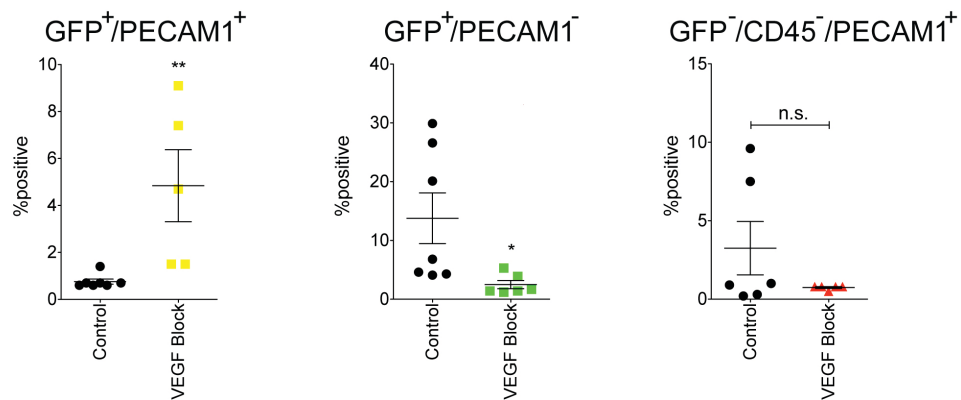 GFP⁺/PECAM1⁺
10
8
6
4
2
0
%positive
**
Control
VEGF Block
GFP⁺/PECAM1⁻
40
30
20
10
0
%positive
*
Control
VEGF Block
GFP⁻/CD45⁻/PECAM1⁺
15
10
5
0
%positive
n.s.
Control
VEGF Block